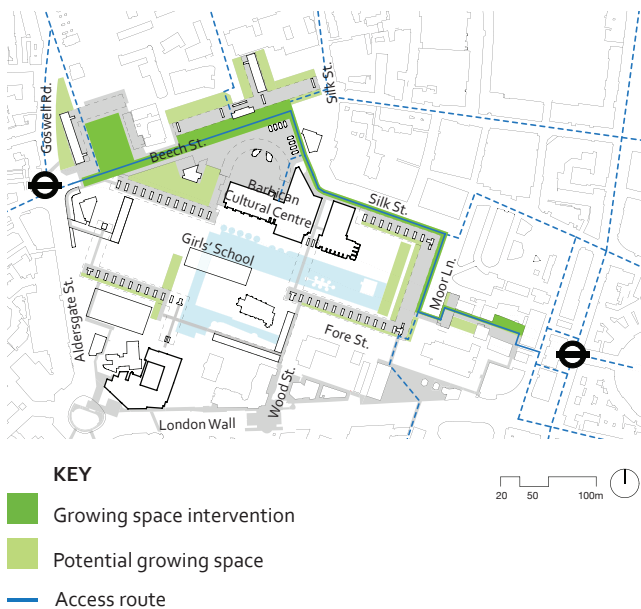 Goswell Rd.
Silk St.
Beech St.
Barbican
Cultural Centre
Silk St.
Girls' School
Moor Ln.
Aldersgate St.
Fore St.
Wood St.
London Wall
KEY
Growing space intervention
Potential growing space
Access route
20 50 100m